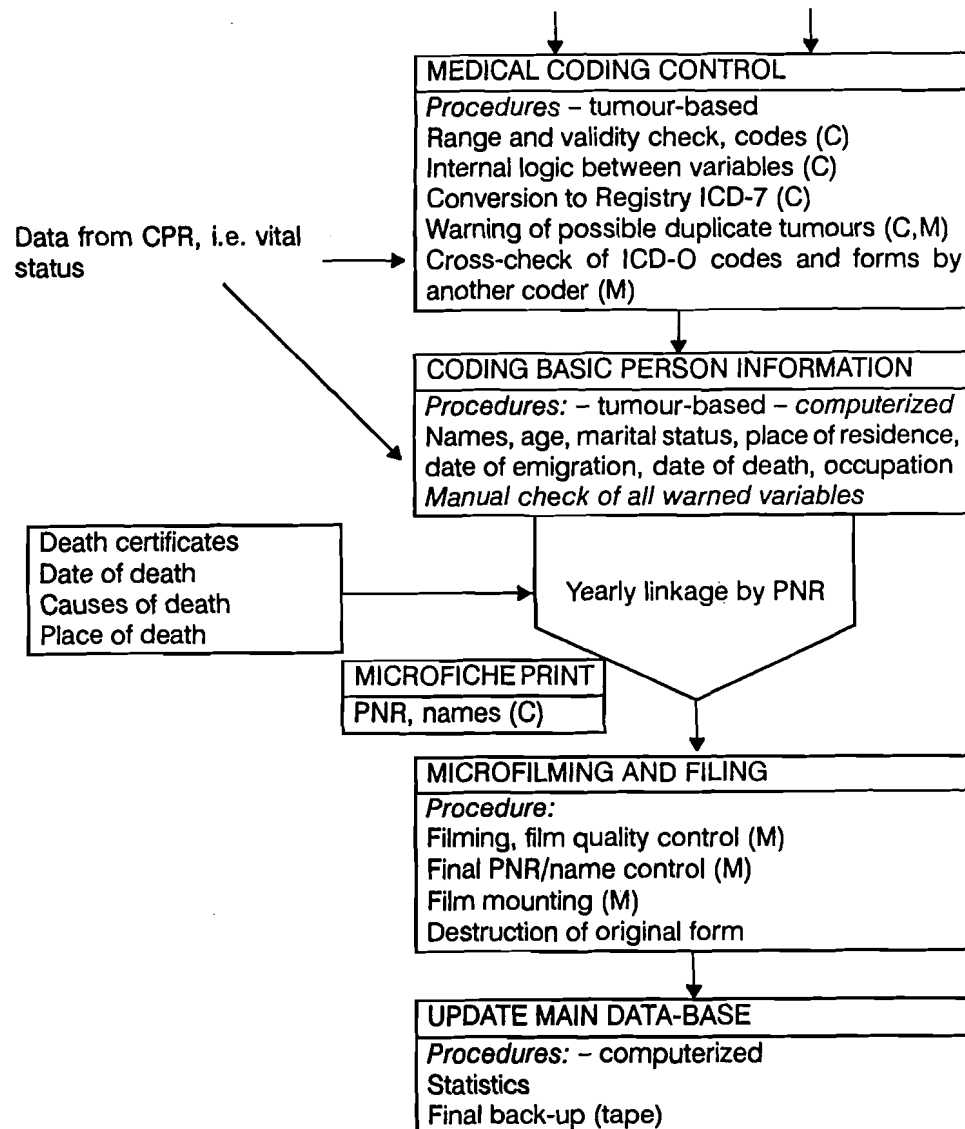 MEDICAL CODING CONTROL
Procedures – tumour-based
Range and validity check, codes (C)
Internal logic between variables (C)
Conversion to Registry ICD-7 (C)
Warning of possible duplicate tumours (C,M)
Cross-check of ICD-O codes and forms by
another coder (M)
Data from CPR, i.e. vital
status
CODING BASIC PERSON INFORMATION
Procedures: – tumour-based – computerized
Names, age, marital status, place of residence,
date of emigration, date of death, occupation
Manual check of all warned variables
Death certificates
Date of death
Causes of death
Place of death
Yearly linkage by PNR
MICROFICHE PRINT
PNR, names (C)
MICROFILMING AND FILING
Procedure:
Filming, film quality control (M)
Final PNR/name control (M)
Film mounting (M)
Destruction of original form
UPDATE MAIN DATA-BASE
Procedures: – computerized
Statistics
Final back-up (tape)